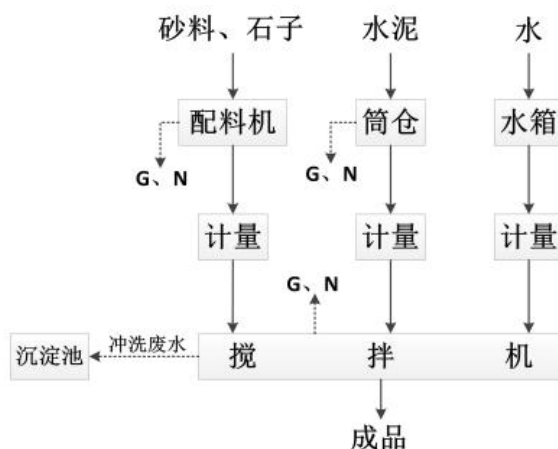 砂料、石子 水泥 水
配料机 筒仓 水箱
G、N G、N
计量 计量 计量
G、N
沉淀池 冲洗废水 搅 拌 机
成品